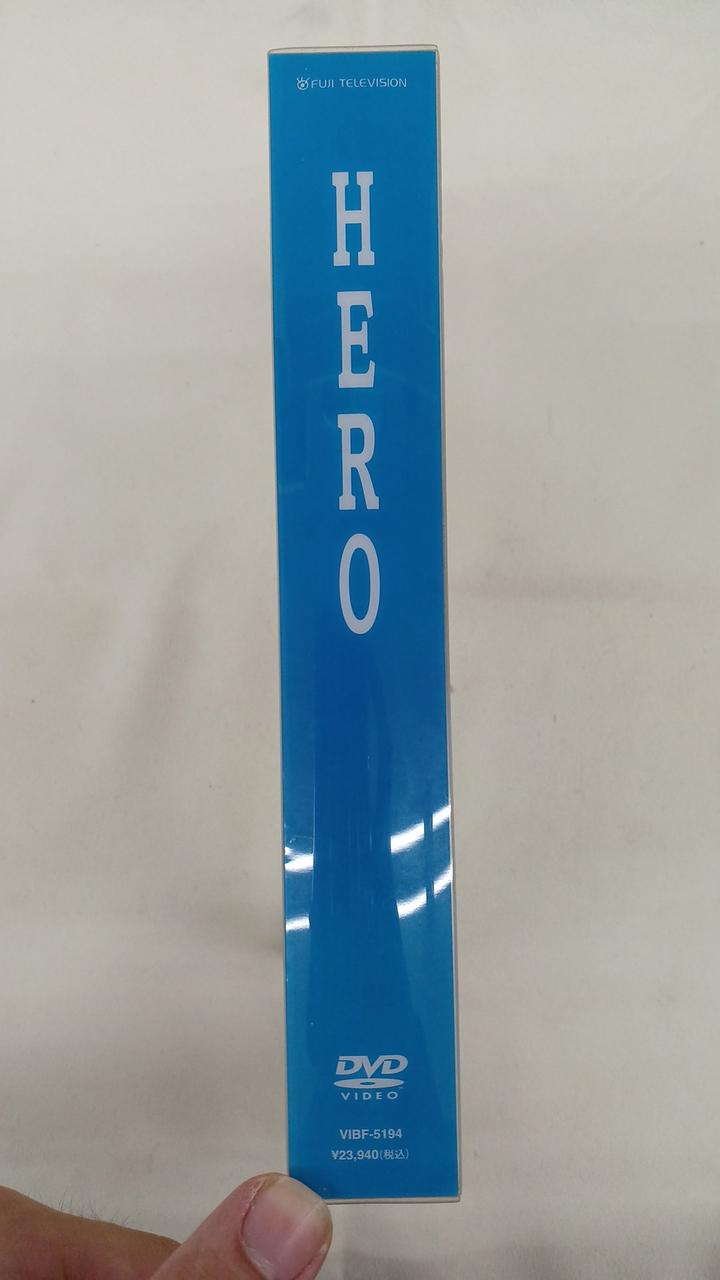 FUJI TELEVISION
HERO
DVD
VIDEO
VIBF-5194
¥23,940(税込)